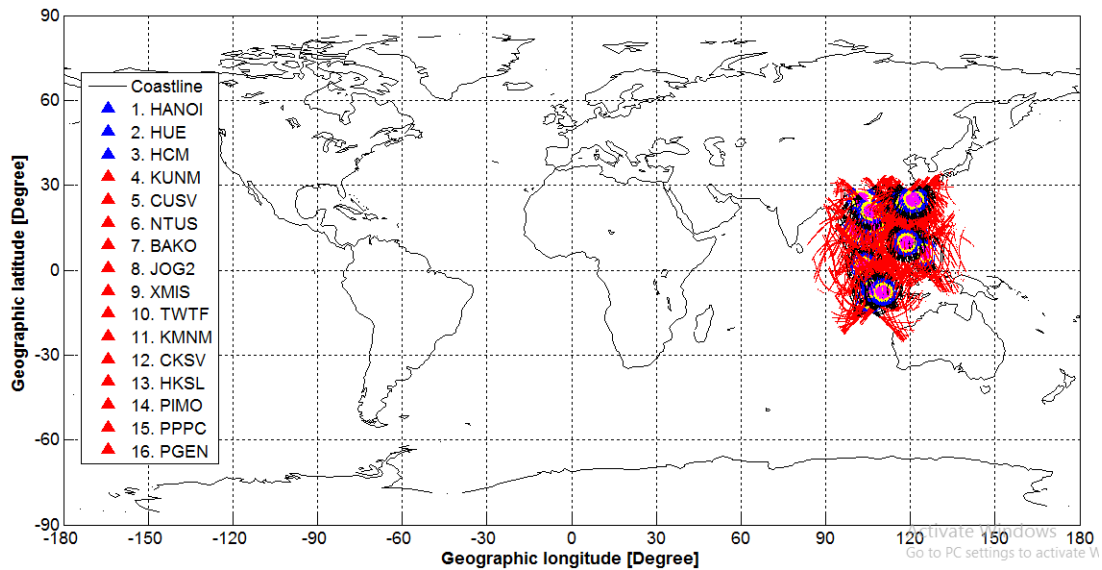 90
60
30
0
-30
-60
-90
Geographic latitude [Degree]
Coastline
1. HANOI
2. HUE
3. HCM
4. KUNM
5. CUSV
6. NTUS
7. BAKO
8. JOG2
9. XMIS
10. TWTF
11. KMNM
12. CKSV
13. HKSL
14. PIMO
15. PPPC
16. PGEN
-180 -150 -120 -90 -60 -30 0 30 60 90 120 150 180
Geographic longitude [Degree]
Activate Windows
Go to PC settings to activate W